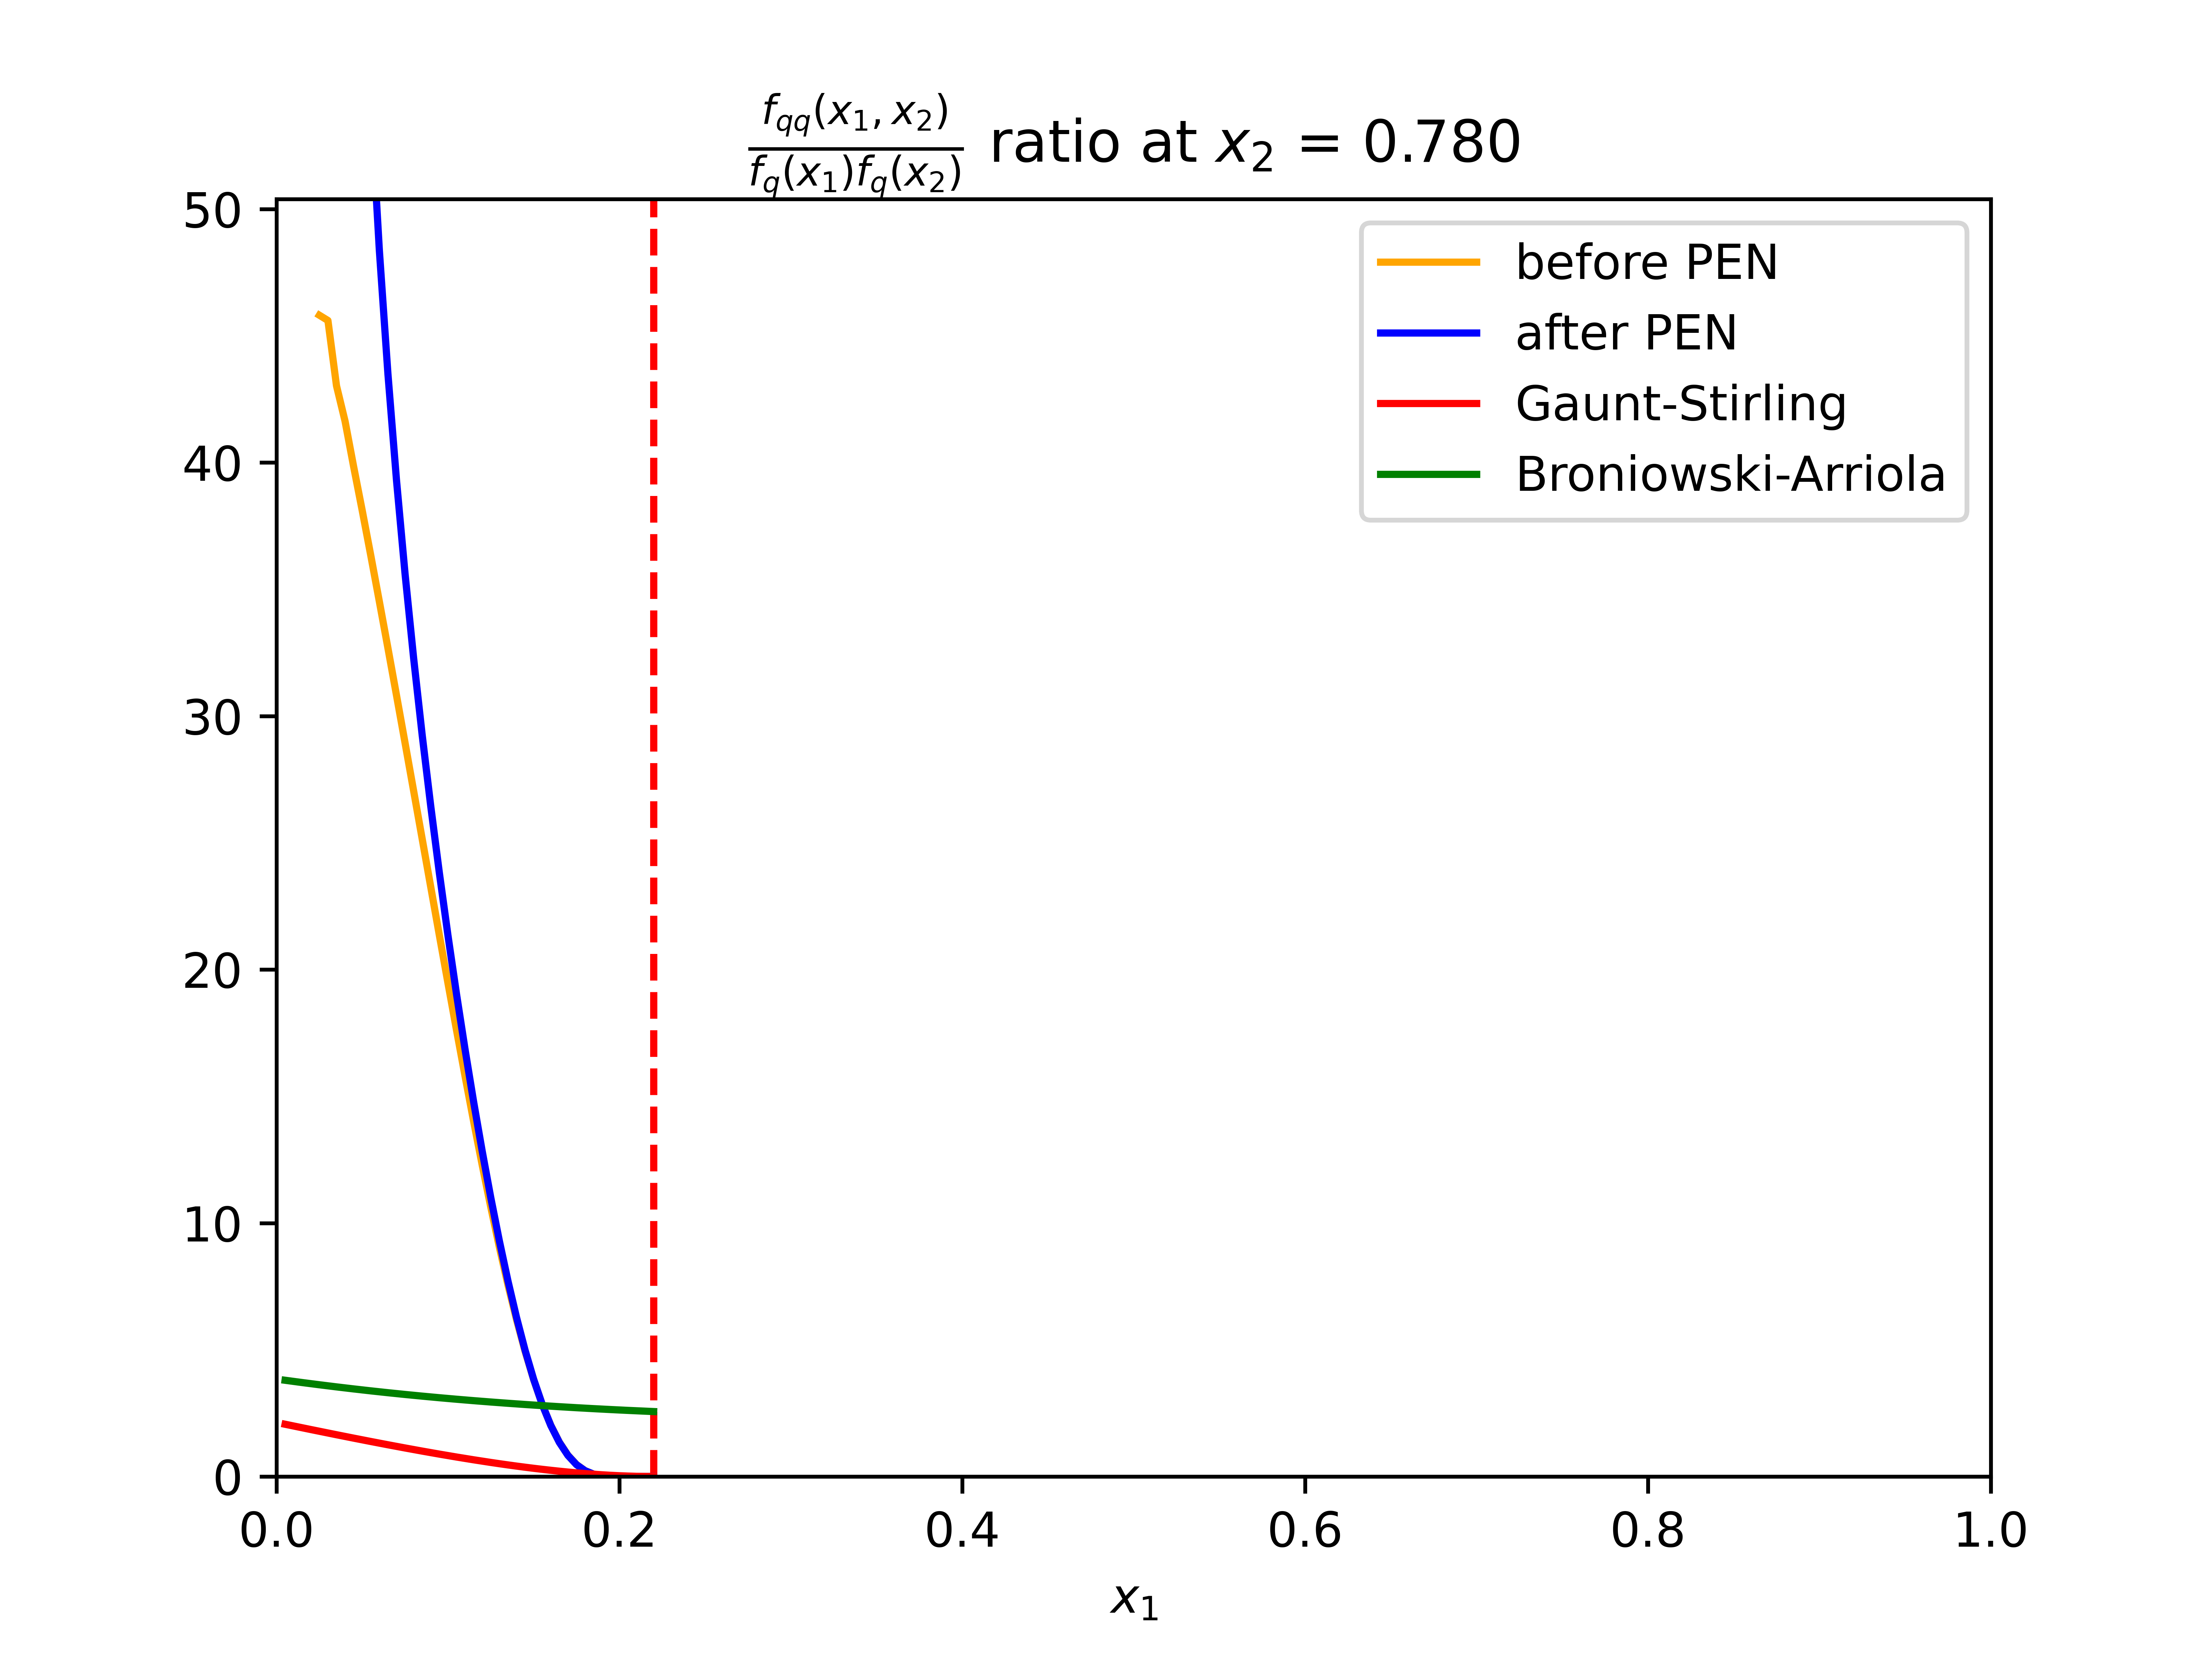 f_{qq}(x_1, x_2)
f_q(x_1)f_q(x_2)
ratio at x_2 = 0.780
50
40
30
20
10
0
before PEN
after PEN
Gaunt-Stirling
Broniowski-Arriola
0.0 0.2 0.4 0.6 0.8 1.0
x_1